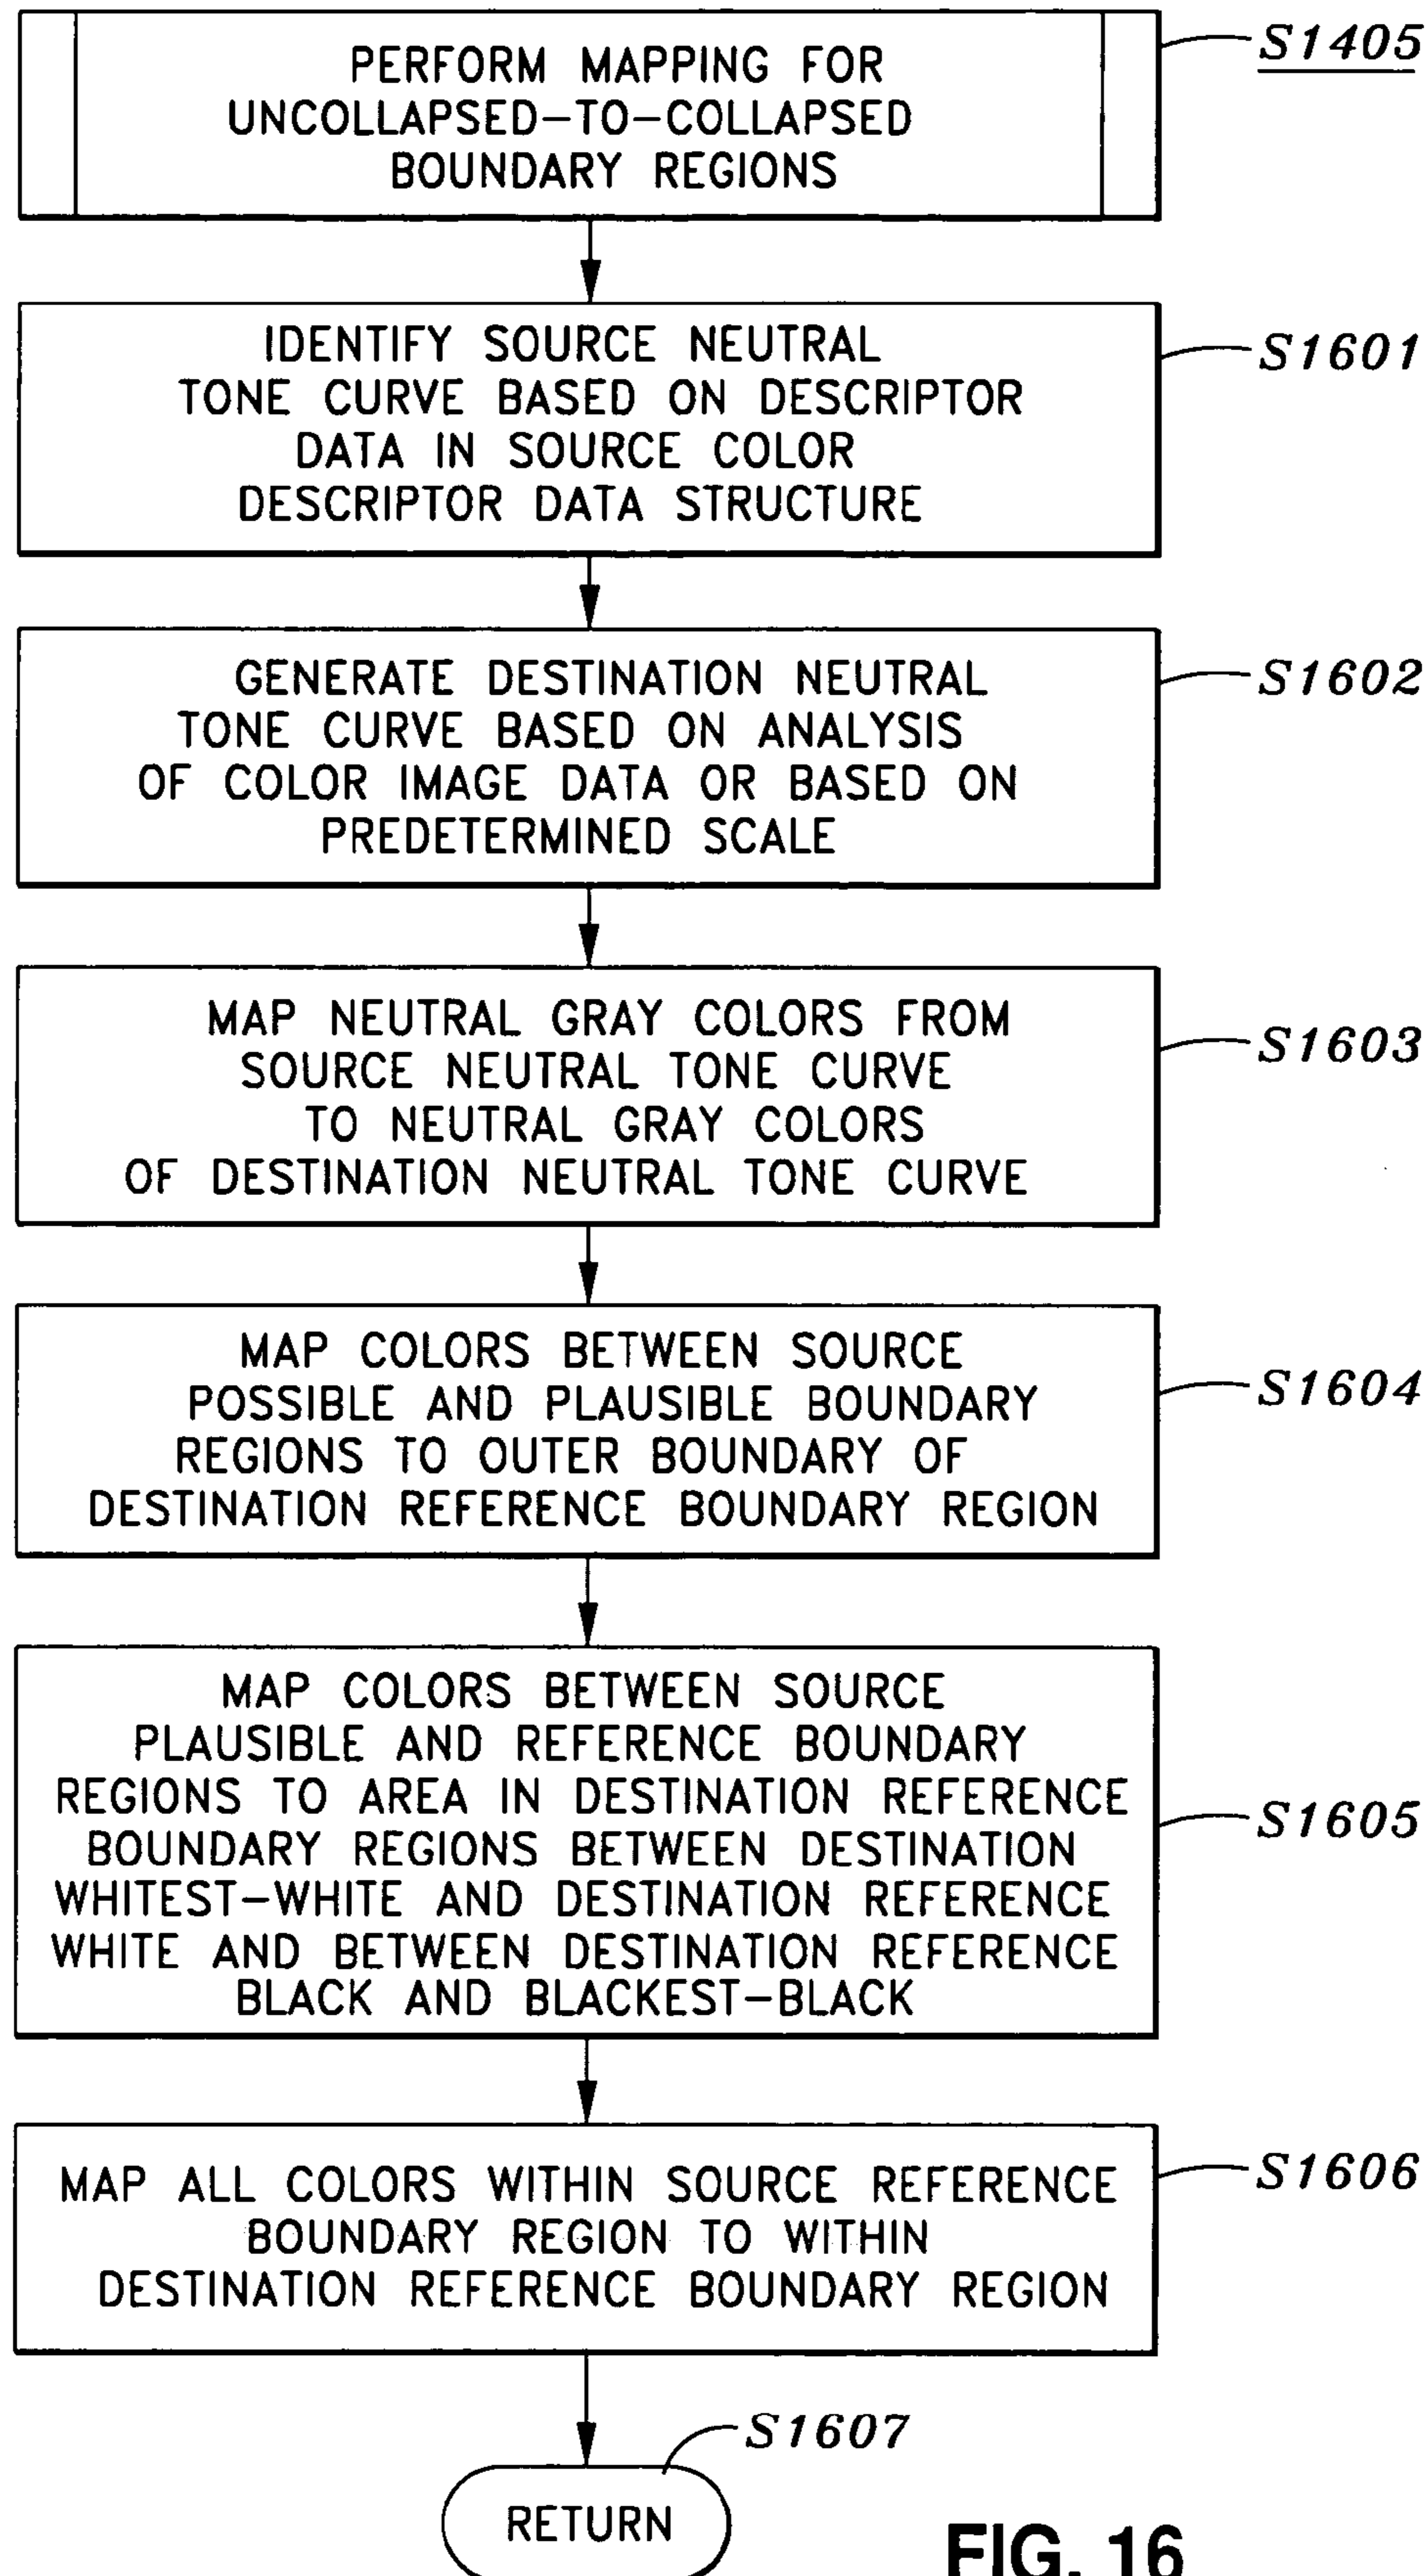 PERFORM MAPPING FOR
UNCOLLAPSED-TO-COLLAPSED
BOUNDARY REGIONS
S1405
IDENTIFY SOURCE NEUTRAL
TONE CURVE BASED ON DESCRIPTOR
DATA IN SOURCE COLOR
DESCRIPTOR DATA STRUCTURE
S1601
GENERATE DESTINATION NEUTRAL
TONE CURVE BASED ON ANALYSIS
OF COLOR IMAGE DATA OR BASED ON
PREDETERMINED SCALE
S1602
MAP NEUTRAL GRAY COLORS FROM
SOURCE NEUTRAL TONE CURVE
TO NEUTRAL GRAY COLORS
OF DESTINATION NEUTRAL TONE CURVE
S1603
MAP COLORS BETWEEN SOURCE
POSSIBLE AND PLAUSIBLE BOUNDARY
REGIONS TO OUTER BOUNDARY OF
DESTINATION REFERENCE BOUNDARY REGION
S1604
MAP COLORS BETWEEN SOURCE
PLAUSIBLE AND REFERENCE BOUNDARY
REGIONS TO AREA IN DESTINATION REFERENCE
BOUNDARY REGIONS BETWEEN DESTINATION
WHITEST-WHITE AND DESTINATION REFERENCE
WHITE AND BETWEEN DESTINATION REFERENCE
BLACK AND BLACKEST-BLACK
S1605
MAP ALL COLORS WITHIN SOURCE REFERENCE
BOUNDARY REGION TO WITHIN
DESTINATION REFERENCE BOUNDARY REGION
S1606
S1607
RETURN
FIG. 16